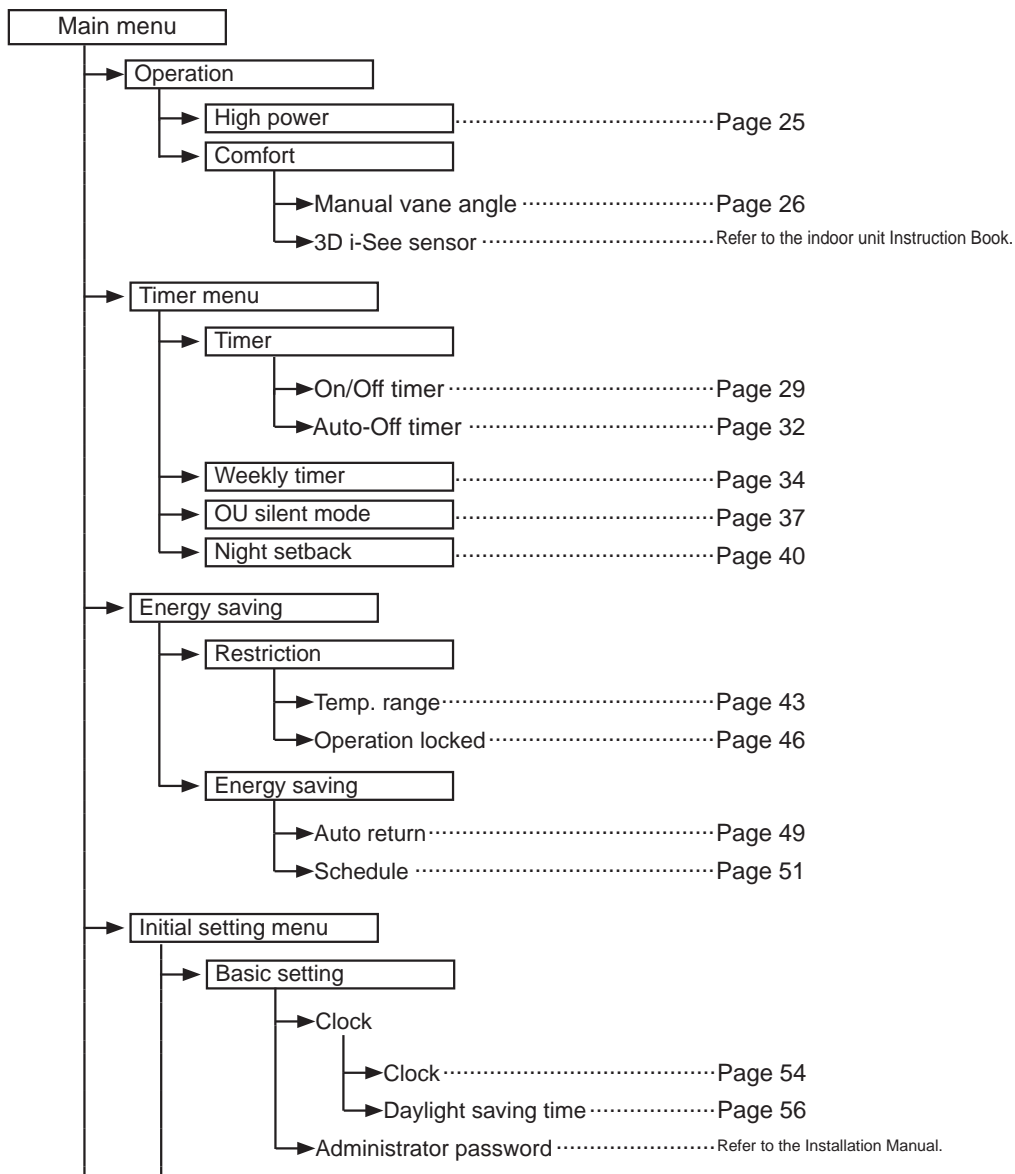 Main menu
Operation
High power Page 25
Comfort
Manual vane angle Page 26
3D i-See sensor Refer to the indoor unit Instruction Book.
Timer menu
Timer
On/Off timer Page 29
Auto-Off timer Page 32
Weekly timer Page 34
OU silent mode Page 37
Night setback Page 40
Energy saving
Restriction
Temp. range Page 43
Operation locked Page 46
Energy saving
Auto return Page 49
Schedule Page 51
Initial setting menu
Basic setting
Clock
Clock Page 54
Daylight saving time Page 56
Administrator password Refer to the Installation Manual.